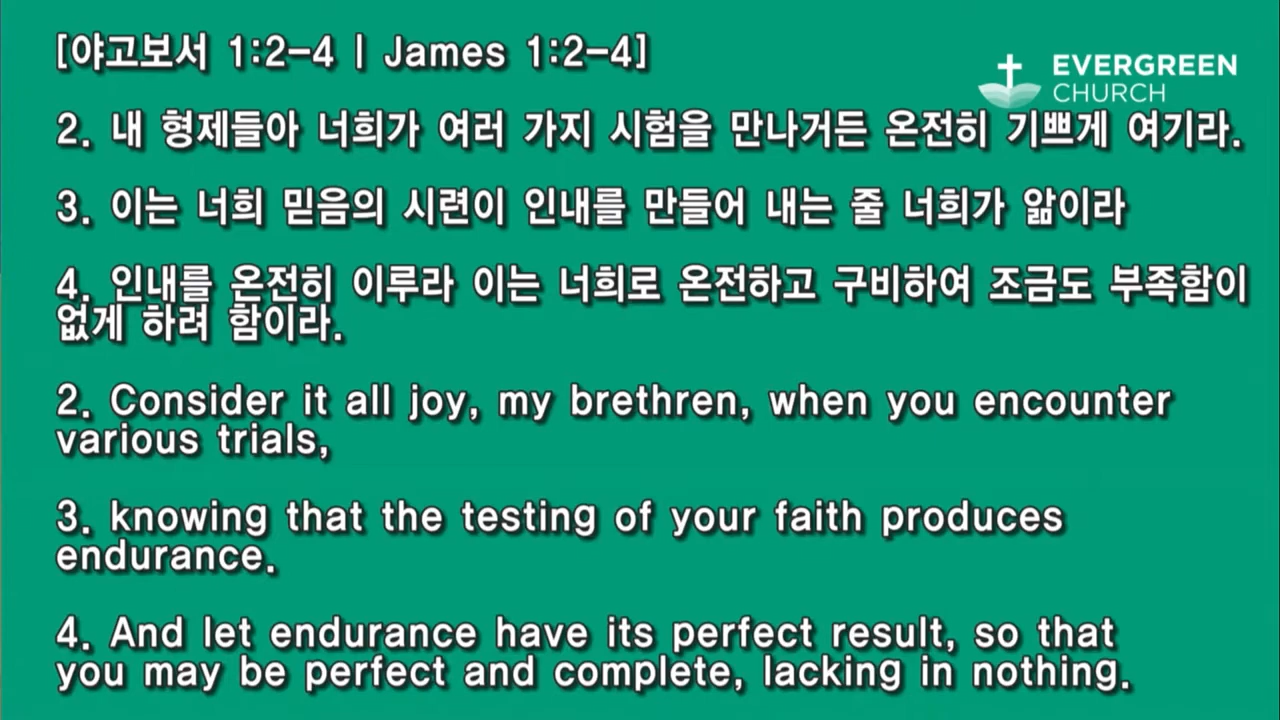 [야고보서 1:2-4 | James 1:2-4]
EVERGREEN
CHURCH
2. 내 형제들아 너희가 여러 가지 시험을 만나거든 온전히 기쁘게 여기라.
3. 이는 너희 믿음의 시련이 인내를 만들어 내는 줄 너희가 앎이라
4. 인내를 온전히 이루라 이는 너희로 온전하고 구비하여 조금도 부족함이
없게 하려 함이라.
2. Consider it all joy, my brethren, when you encounter
various trials,
3. knowing that the testing of your faith produces
endurance.
4. And let endurance have its perfect result, so that
you may be perfect and complete, lacking in nothing.